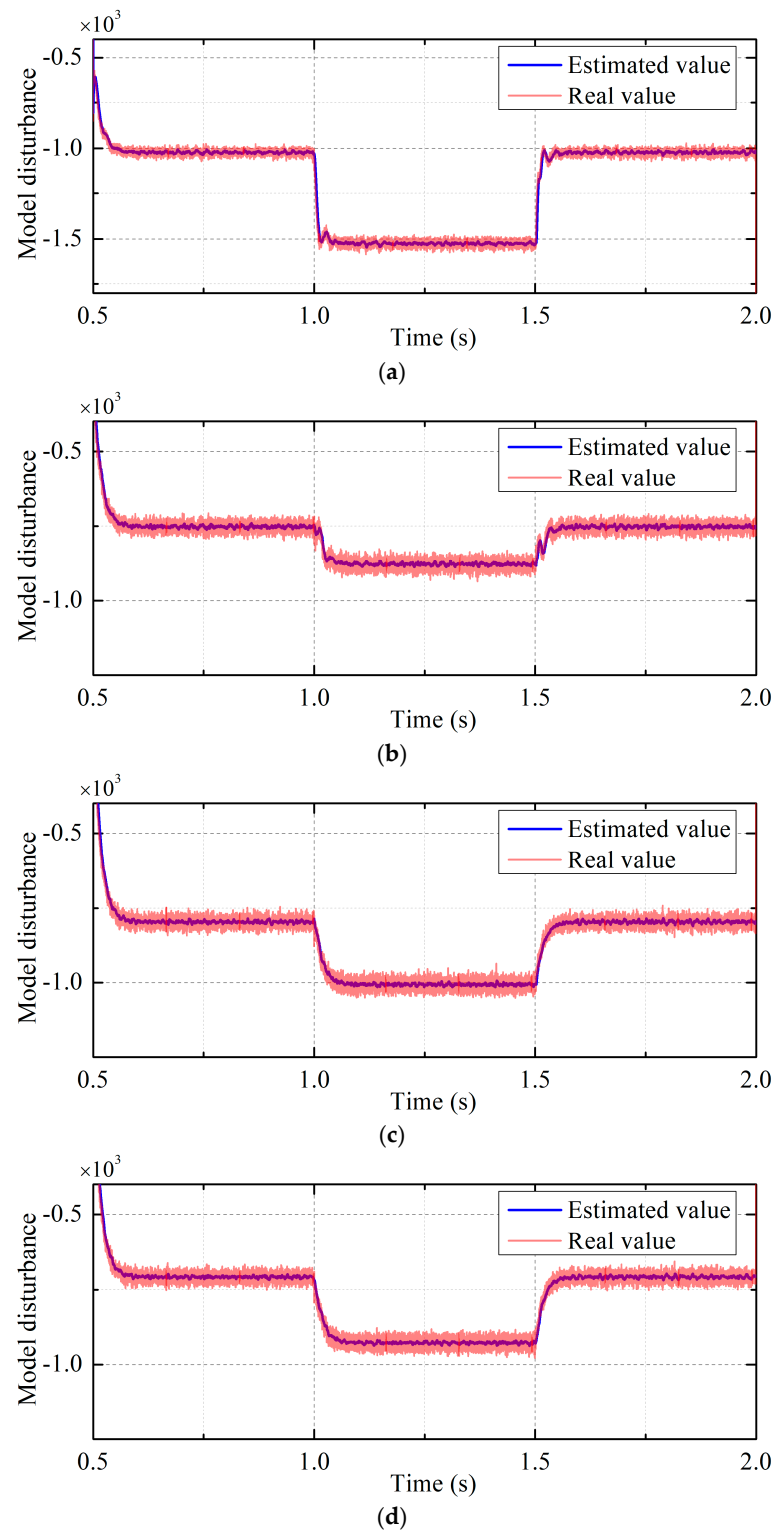 ×10³
-0.5
Estimated value
Real value
-1.0
-1.5
Model disturbance
0.5 1.0 1.5 2.0
Time (s)
(a)
×10³
-0.5
Estimated value
Real value
-1.0
Model disturbance
0.5 1.0 1.5 2.0
Time (s)
(b)
×10³
-0.5
Estimated value
Real value
-1.0
Model disturbance
0.5 1.0 1.5 2.0
Time (s)
(c)
×10³
-0.5
Estimated value
Real value
-1.0
Model disturbance
0.5 1.0 1.5 2.0
Time (s)
(d)